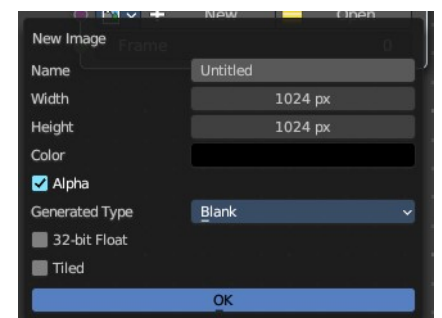 New
Open
New Image
Frame
0
Name
Untitled
Width
1024 px
Height
1024 px
Color
Alpha
Generated Type
Blank
32-bit Float
Tiled
OK